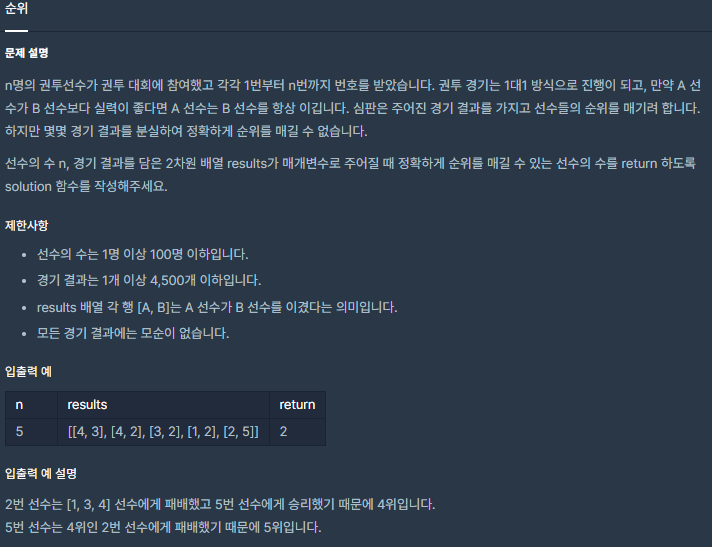 순위
문제 설명
n명의 권투선수가 권투 대회에 참여했고 각각 1번부터 n번까지 번호를 받았습니다. 권투 경기는 1대1 방식으로 진행이 되고, 만약 A 선
수가 B 선수보다 실력이 좋다면 A 선수는 B 선수를 항상 이깁니다. 심판은 주어진 경기 결과를 가지고 선수들의 순위를 매기려 합니다.
하지만 몇몇 경기 결과를 분실하여 정확하게 순위를 매길 수 없습니다.
선수의 수 n, 경기 결과를 담은 2차원 배열 results가 매개변수로 주어질 때 정확하게 순위를 매길 수 있는 선수의 수를 return 하도록
solution 함수를 작성해주세요.
제한사항
• 선수의 수는 1명 이상 100명 이하입니다.
• 경기 결과는 1개 이상 4,500개 이하입니다.
• results 배열 각 행 [A, B]는 A 선수가 B 선수를 이겼다는 의미입니다.
• 모든 경기 결과에는 모순이 없습니다.
입출력 예
n results return
5 [[4, 3], [4, 2], [3, 2], [1, 2], [2, 5]] 2
입출력 예 설명
2번 선수는 [1, 3, 4] 선수에게 패배했고 5번 선수에게 승리했기 때문에 4위입니다.
5번 선수는 4위인 2번 선수에게 패배했기 때문에 5위입니다.